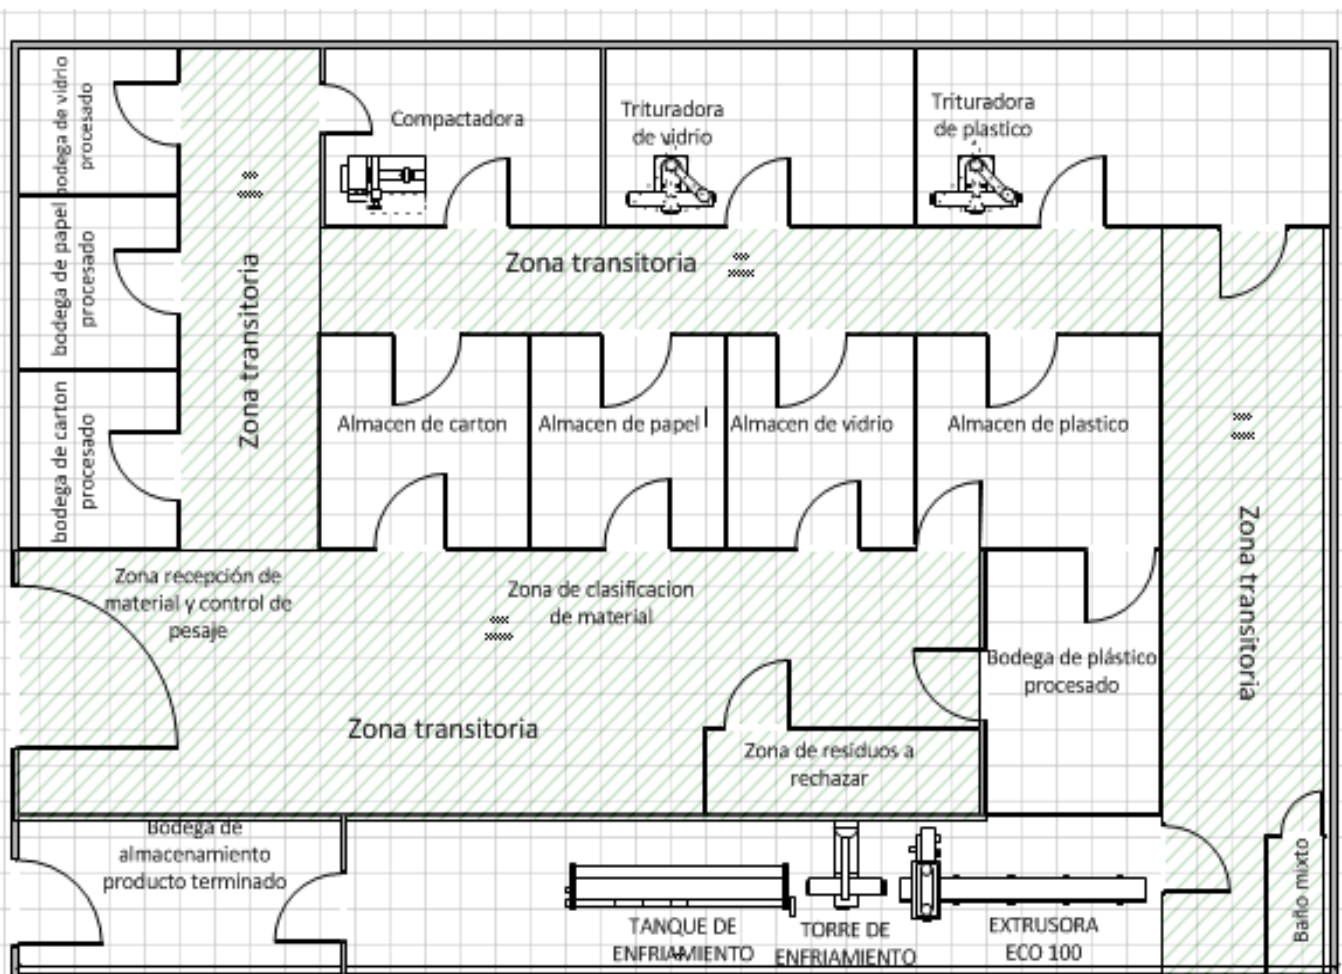 bodega de vidrio
procesado
Compactadora
Trituradora
de vidrio
Trituradora
de plastico
bodega de papel
procesado
Zona transitoria
Zona transitoria
bodega de carton
procesado
Almacen de carton
Almacen de papel
Almacen de vidrio
Almacen de plastico
Zona transitoria
Zona recepción de
material y control de
pesaje
Zona de clasificacion
de material
Bodega de plástico
procesado
Zona transitoria
Zona de residuos a
rechazar
Bodega de
almacenamiento
producto terminado
TANQUE DE
ENFRIAMIENTO
TORRE DE
ENFRIAMIENTO
EXTRUSORA
ECO 100
Baño mixto